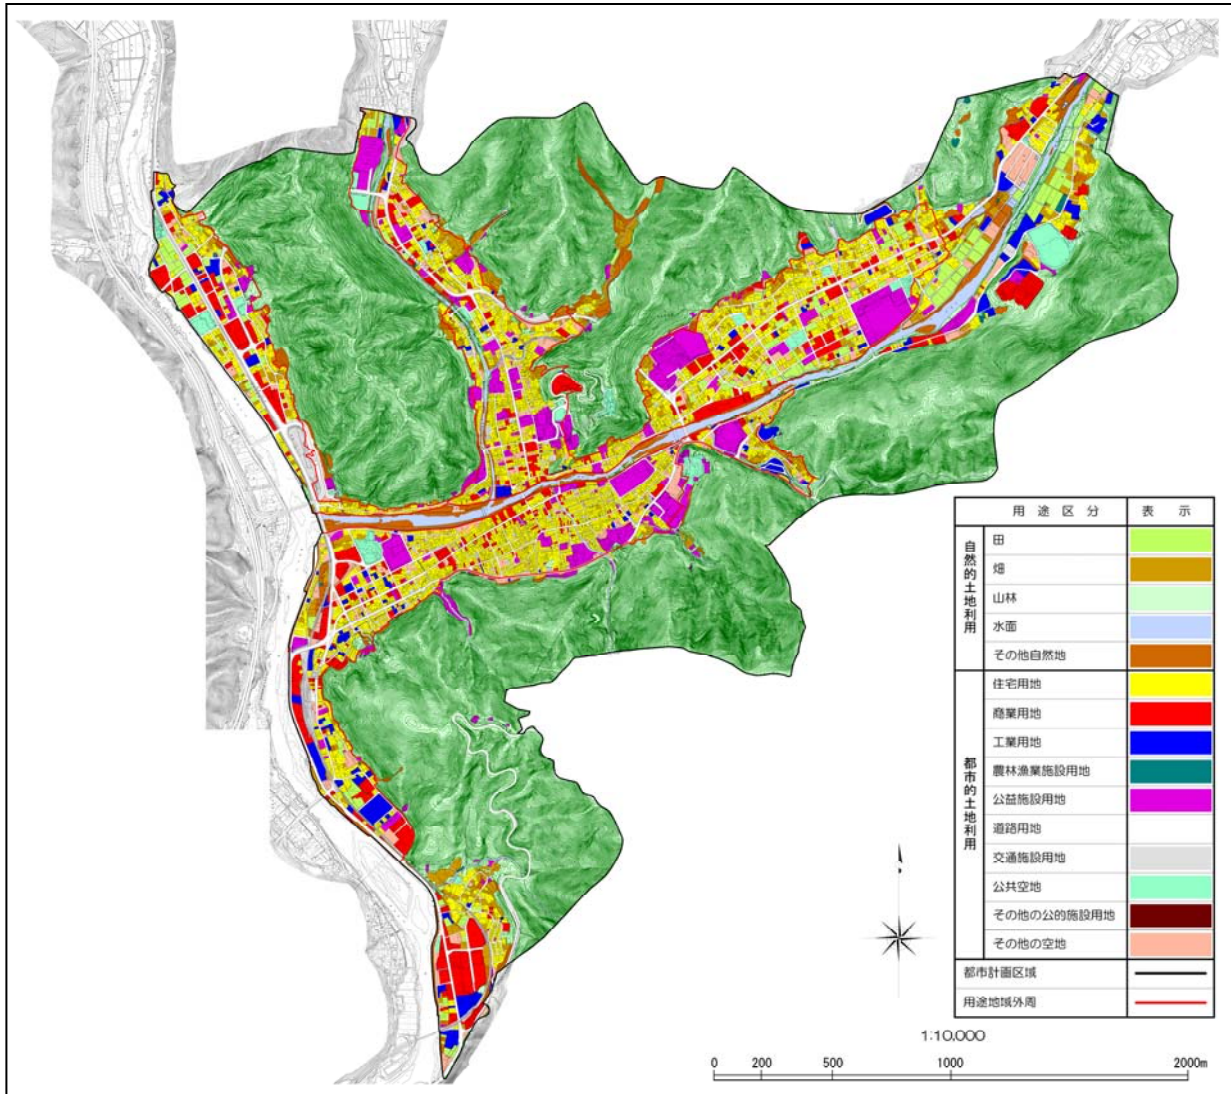 用途区分 表示
自然的土地利用
田
畑
山林
水面
その他自然地
都市的土地利用
住宅用地
商業用地
工業用地
農林漁業施設用地
公益施設用地
道路用地
交通施設用地
公共空地
その他の公的施設用地
その他の空地
都市計画区域
用途地域外周
1:10,000
0 200 500 1000 2000m